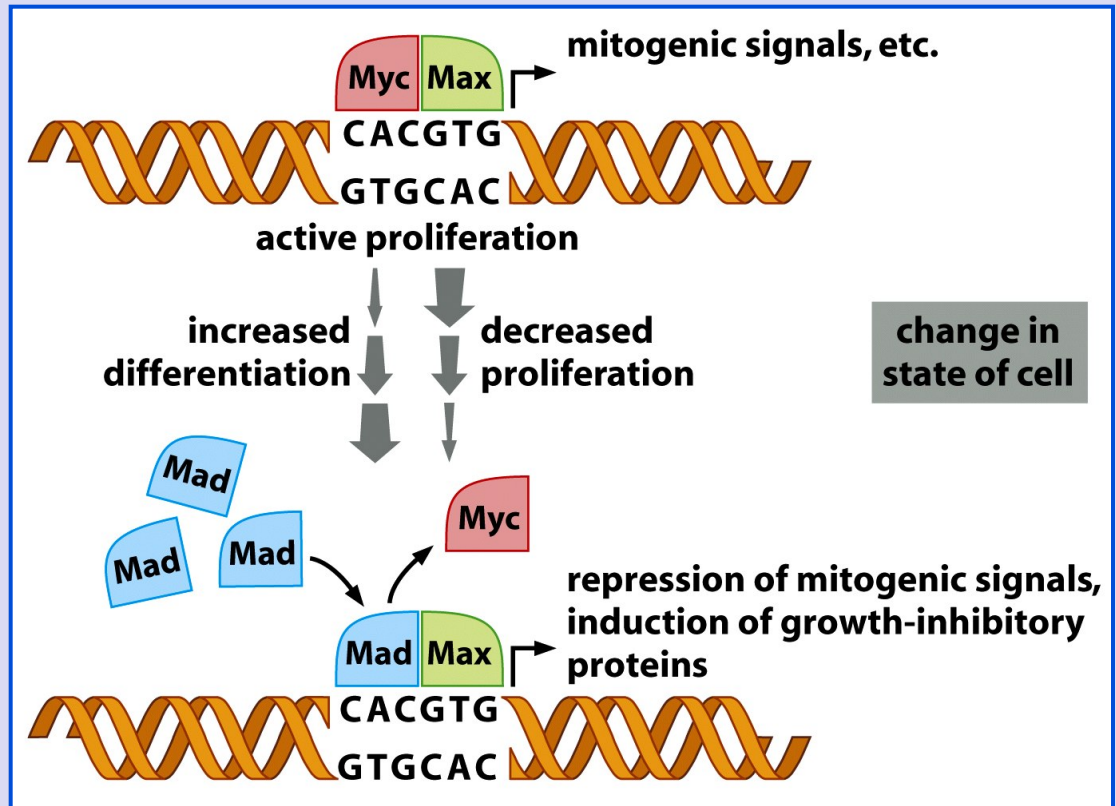 mitogenic signals, etc.
Myc Max
CACGTG
GTGCAC
active proliferation
increased
differentiation
decreased
proliferation
change in
state of cell
Mad
Mad
Mad
Myc
repression of mitogenic signals,
induction of growth-inhibitory
proteins
Mad Max
CACGTG
GTGCAC